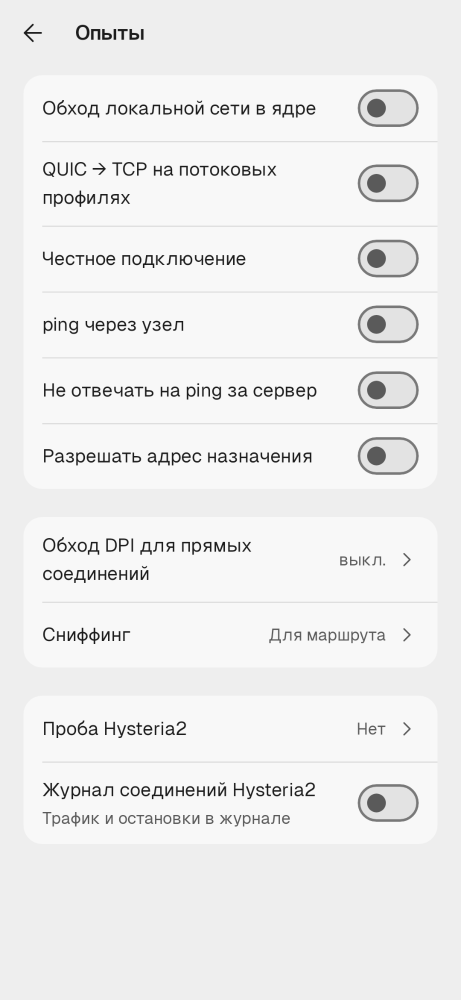 Опыты
Обход локальной сети в ядре
QUIC → TCP на потоковых
профилях
Честное подключение
ping через узел
Не отвечать на ping за сервер
Разрешать адрес назначения
Обход DPI для прямых
соединений
выкл.
Сниффинг
Для маршрута
Проба Hysteria2
Нет
Журнал соединений Hysteria2
Трафик и остановки в журнале